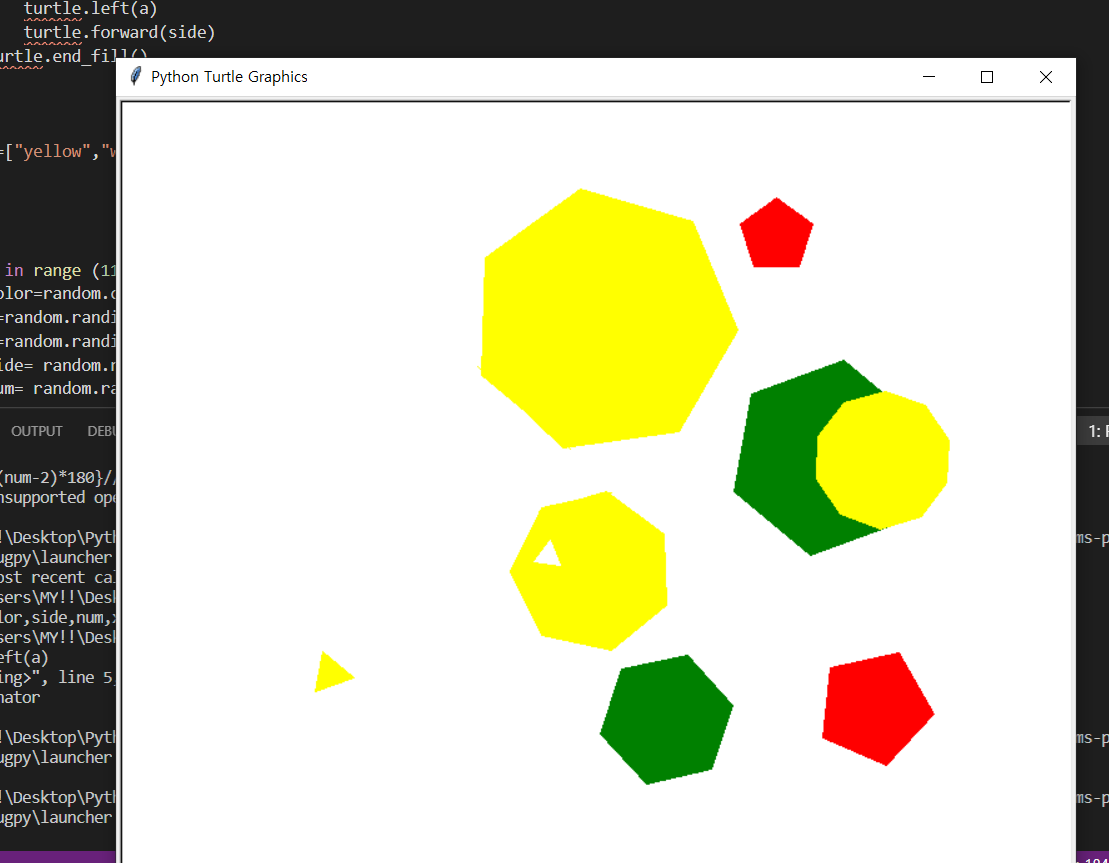 turtle.left(a)
turtle.forward(side)
urtle.end_fill()
Python Turtle Graphics
=["yellow","w
in range (11
olor=random.c
=random.randi
=random.randi
ide= random.r
um= random.ra
OUTPUT DEBU
1: P
(num-2)*180}//
nsupported ope
!\Desktop\Pyth
ms-p
ugpy\launcher
ost recent cal
sers\MY!!\Desk
lor,side,num,x
sers\MY!!\Desk
eft(a)
ing>", line 5,
nator
!\Desktop\Pyth
ms-p
ugpy\launcher
!\Desktop\Pyth
ms-p
ugpy\launcher